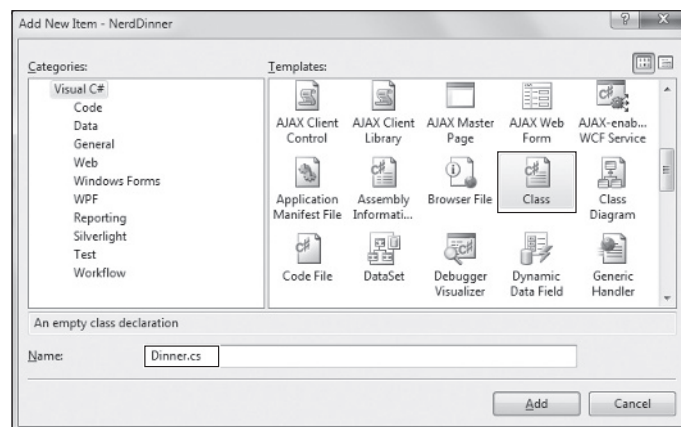 Add New Item - NerdDinner
Categories:
Visual C#
Code
Data
General
Web
Windows Forms
WPF
Reporting
Silverlight
Test
Workflow
Templates:
AJAX Client Control
AJAX Client Library
AJAX Master Page
AJAX Web Form
AJAX-enab... WCF Service
Application Manifest File
Assembly Informati...
Browser File
Class
Class Diagram
Code File
DataSet
Debugger Visualizer
Dynamic Data Field
Generic Handler
An empty class declaration
Name:
Dinner.cs
Add
Cancel